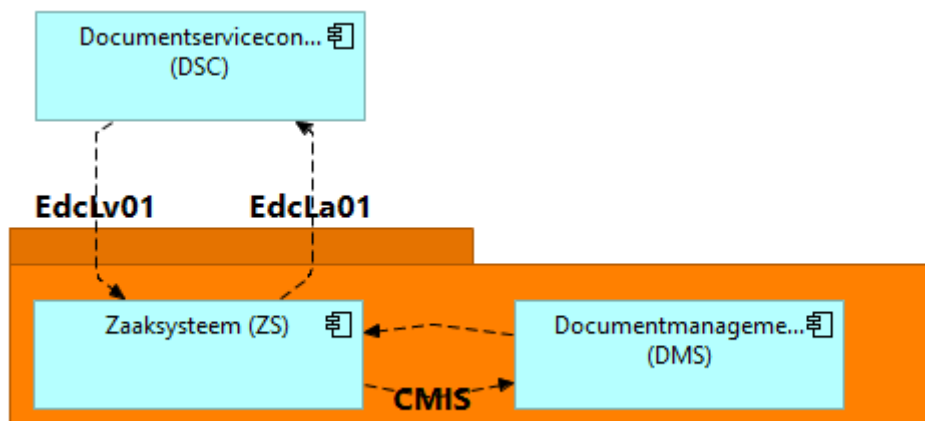 Documentservicecon...
(DSC)
EdcLv01 EdcLa01
Zaaksysteem (ZS)
Documentmanageme...
(DMS)
CMIS